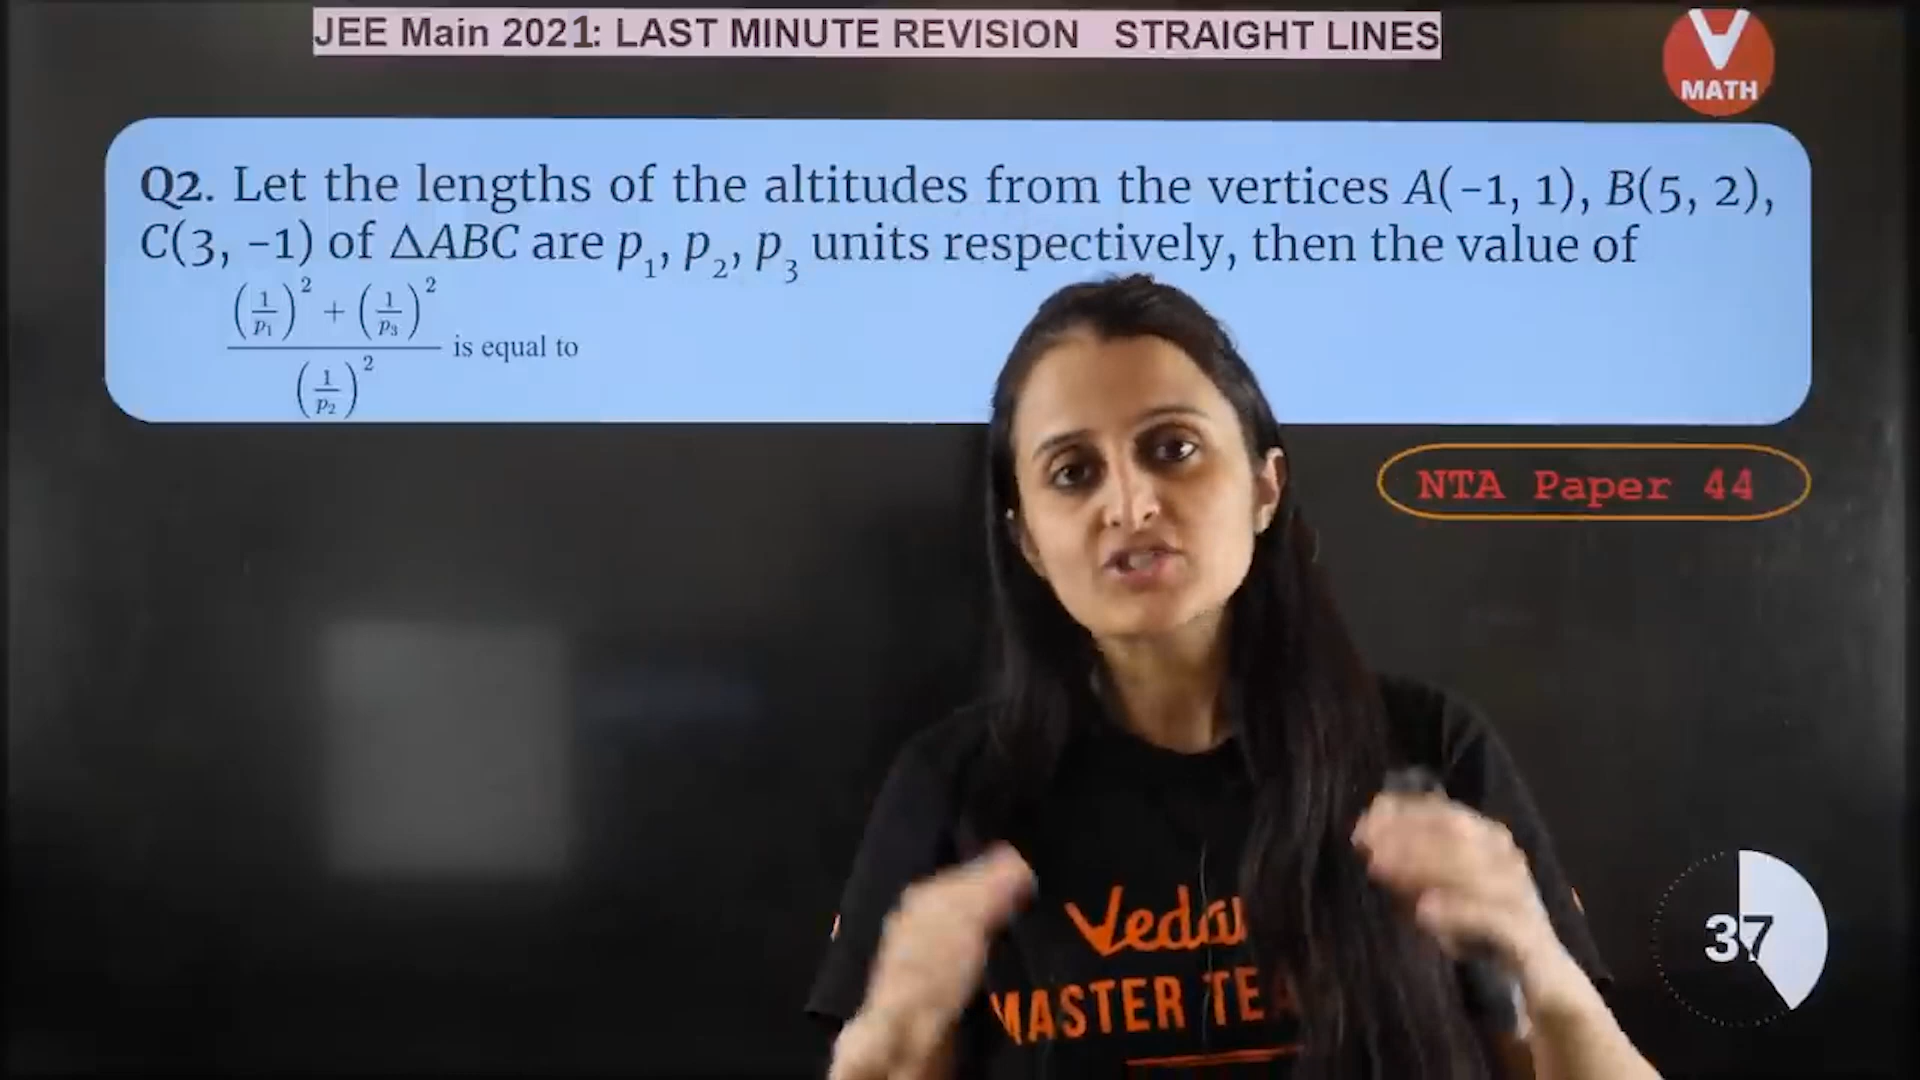 JEE Main 2021: LAST MINUTE REVISION STRAIGHT LINES
MATH
Q2. Let the lengths of the altitudes from the vertices A(-1, 1), B(5, 2),
C(3, -1) of ΔABC are p₁, p₂, p₃ units respectively, then the value of
((1/p₁)² + (1/p₃)²) / (1/p₂)² is equal to
NTA Paper 44
MASTER
37